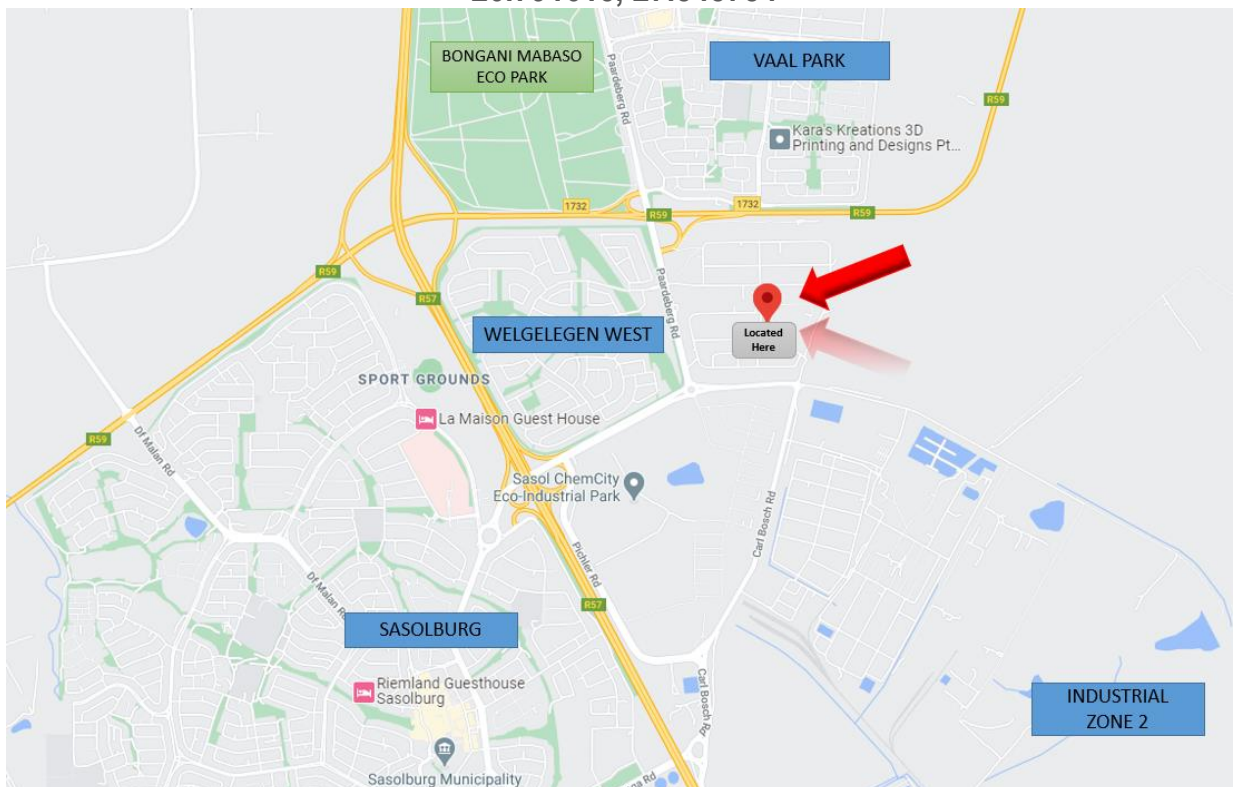 BONGANI MABASO
ECO PARK
VAAL PARK
Paardeberg Rd
R59
Kara's Kreations 3D
Printing and Designs Pt...
1732
R59
1732
R59
R59
R57
Paardeberg Rd
Located
Here
WELGELEGEN WEST
SPORT GROUNDS
La Maison Guest House
R59
Df Malan Rd
Sasol ChemCity
Eco-Industrial Park
Carl Bosch Rd
Pichler Rd
Df Malan Rd
R57
SASOLBURG
Riemland Guesthouse
Sasolburg
Carl Bosch Rd
INDUSTRIAL
ZONE 2
Sasolburg Municipality